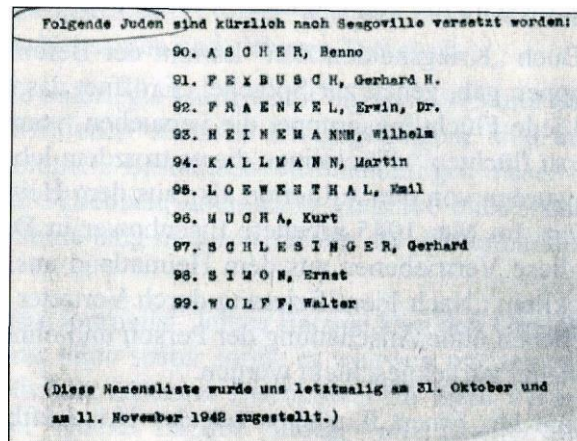 Folgende Juden sind kürzlich nach Seagoville versetzt worden:
90. A S C H E R, Benno
91. F E X B U S C H, Gerhard H.
92. F R A E N K E L, Erwin, Dr.
93. H E I N E M A NNN, Wilhelm
94. K A L L M A N N, Martin
95. L O E W E N T H A L, Emil
96. M U C H A, Kurt
97. S C H L E S I N G E R, Gerhard
98. S I L T O N, Ernst
99. W O L F F, Walter
(Diese Namensliste wurde uns letztmalig am 31. Oktober und
am 11. November 1942 zugestellt.)